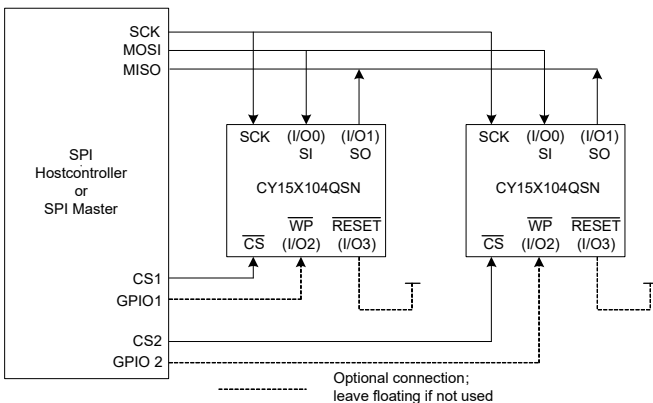 SCK
MOSI
MISO
SPI
Hostcontroller
or
SPI Master
CS1
GPIO1
CS2
GPIO 2
SCK (I/O0) (I/O1)
SI SO
CY15X104QSN
WP RESET
CS (I/O2) (I/O3)
SCK (I/O0) (I/O1)
SI SO
CY15X104QSN
WP RESET
CS (I/O2) (I/O3)
Optional connection;
leave floating if not used